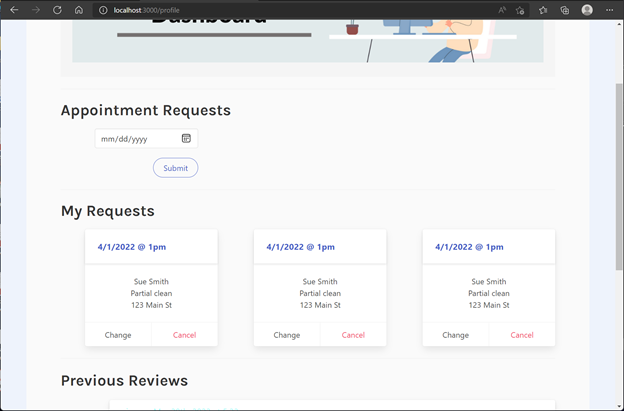 localhost:3000/profile
Dashboard
Appointment Requests
mm/dd/yyyy
Submit
My Requests
4/1/2022 @ 1pm
Sue Smith
Partial clean
123 Main St
Change
Cancel
4/1/2022 @ 1pm
Sue Smith
Partial clean
123 Main St
Change
Cancel
4/1/2022 @ 1pm
Sue Smith
Partial clean
123 Main St
Change
Cancel
Previous Reviews